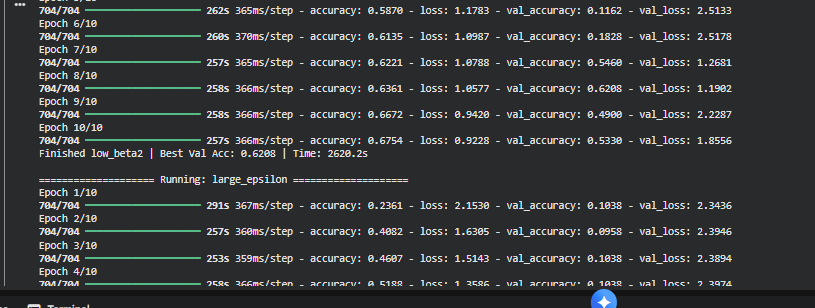 704/704 262s 365ms/step - accuracy: 0.5870 - loss: 1.1783 - val_accuracy: 0.1162 - val_loss: 2.5133
Epoch 6/10
704/704 260s 370ms/step - accuracy: 0.6135 - loss: 1.0987 - val_accuracy: 0.1828 - val_loss: 2.5178
Epoch 7/10
704/704 257s 365ms/step - accuracy: 0.6221 - loss: 1.0788 - val_accuracy: 0.5460 - val_loss: 1.2681
Epoch 8/10
704/704 258s 366ms/step - accuracy: 0.6361 - loss: 1.0577 - val_accuracy: 0.6208 - val_loss: 1.1902
Epoch 9/10
704/704 258s 366ms/step - accuracy: 0.6672 - loss: 0.9420 - val_accuracy: 0.4900 - val_loss: 2.2287
Epoch 10/10
704/704 257s 366ms/step - accuracy: 0.6754 - loss: 0.9228 - val_accuracy: 0.5330 - val_loss: 1.8556
Finished low_beta2 | Best Val Acc: 0.6208 | Time: 2620.2s
==================== Running: large_epsilon ====================
Epoch 1/10
704/704 291s 367ms/step - accuracy: 0.2361 - loss: 2.1530 - val_accuracy: 0.1038 - val_loss: 2.3436
Epoch 2/10
704/704 257s 360ms/step - accuracy: 0.4082 - loss: 1.6305 - val_accuracy: 0.0958 - val_loss: 2.3946
Epoch 3/10
704/704 253s 359ms/step - accuracy: 0.4607 - loss: 1.5143 - val_accuracy: 0.1038 - val_loss: 2.3894
Epoch 4/10
704/704 258s 366ms/step - accuracy: 0.5188 - loss: 1.3586 - val_accuracy: 0.1038 - val_loss: 2.3974
Terminal